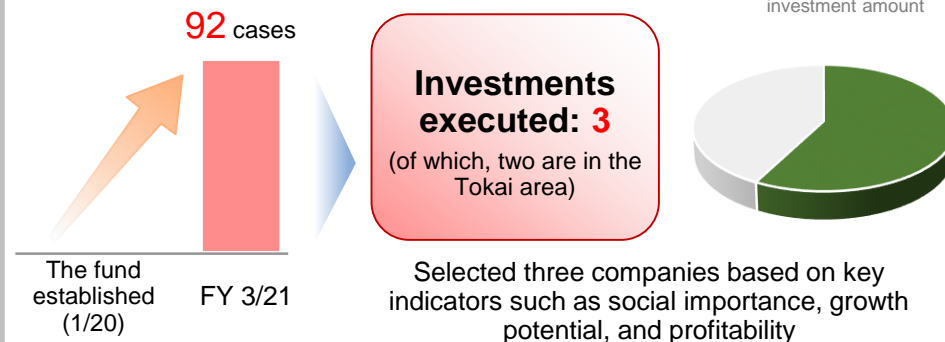 investment amount
92 cases
Investments
executed: 3
(of which, two are in the
Tokai area)
The fund
established
(1/20)
FY 3/21
Selected three companies based on key
indicators such as social importance, growth
potential, and profitability